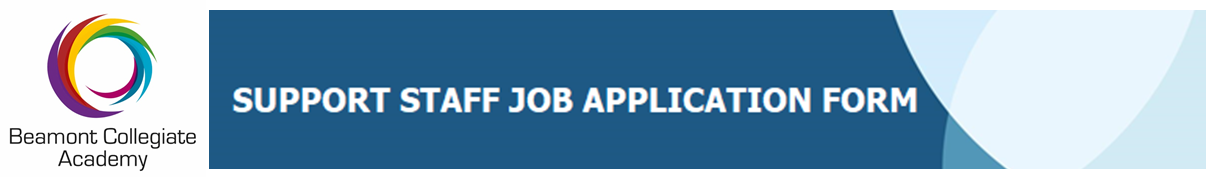 Beamont Collegiate
Academy
SUPPORT STAFF JOB APPLICATION FORM